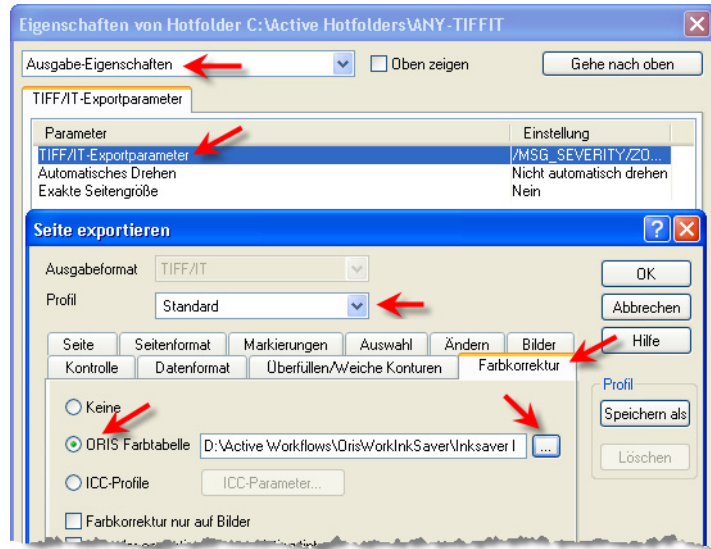 Eigenschaften von Hotfolder C:\Active Hotfolders\ANY-TIFFIT
Ausgabe-Eigenschaften Oben zeigen Gehe nach oben
TIFF/IT-Exportparameter
Parameter Einstellung
TIFF/IT-Exportparameter /MSG_SEVERITY/ZO...
Automatisches Drehen Nicht automatisch drehen
Exakte Seitengröße Nein
Seite exportieren
Ausgabeformat TIFF/IT OK
Profil Standard Abbrechen
Seite Seitenformat Markierungen Auswahl Ändern Bilder Hilfe
Kontrolle Datenformat Überfüllen/Weiche Konturen Farbkorrektur
Profil
Keine Speichern als
ORIS Farbtabelle D:\Active Workflows\OrisWorkInkSaver\Inksaver I ...
Löschen
ICC-Profile ICC-Parameter...
Farbkorrektur nur auf Bilder